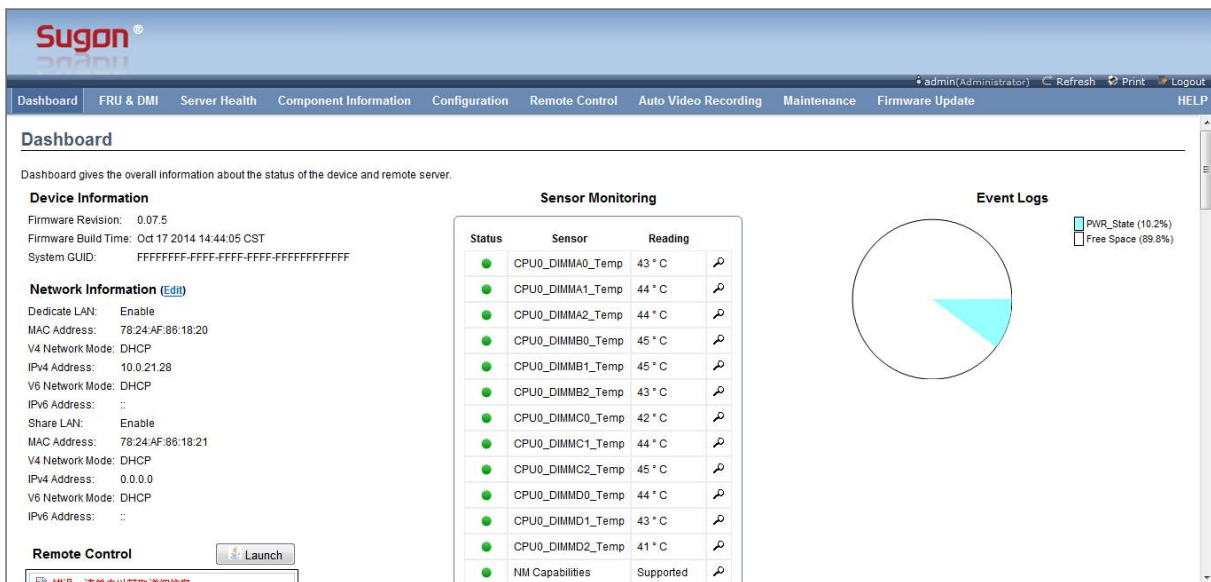 Sugon®
admin(Administrator) Refresh Print Logout
Dashboard FRU & DMI Server Health Component Information Configuration Remote Control Auto Video Recording Maintenance Firmware Update HELP
Dashboard
Dashboard gives the overall information about the status of the device and remote server.
Device Information
Firmware Revision: 0.07.5
Firmware Build Time: Oct 17 2014 14:44:05 CST
System GUID: FFFFFFFF-FFFF-FFFF-FFFF-FFFFFFFFFFFF
Network Information (Edit)
Dedicate LAN: Enable
MAC Address: 78:24:AF:86:18:20
V4 Network Mode: DHCP
IPv4 Address: 10.0.21.28
V6 Network Mode: DHCP
IPv6 Address: ::
Share LAN: Enable
MAC Address: 78:24:AF:86:18:21
V4 Network Mode: DHCP
IPv4 Address: 0.0.0.0
V6 Network Mode: DHCP
IPv6 Address: ::
Remote Control Launch
Sensor Monitoring
Status Sensor Reading
CPU0_DIMMA0_Temp 43 ° C
CPU0_DIMMA1_Temp 44 ° C
CPU0_DIMMA2_Temp 44 ° C
CPU0_DIMMB0_Temp 45 ° C
CPU0_DIMMB1_Temp 45 ° C
CPU0_DIMMB2_Temp 43 ° C
CPU0_DIMMC0_Temp 42 ° C
CPU0_DIMMC1_Temp 44 ° C
CPU0_DIMMC2_Temp 45 ° C
CPU0_DIMMD0_Temp 44 ° C
CPU0_DIMMD1_Temp 43 ° C
CPU0_DIMMD2_Temp 41 ° C
NM Capabilities Supported
Event Logs
PWR_State (10.2%)
Free Space (89.8%)